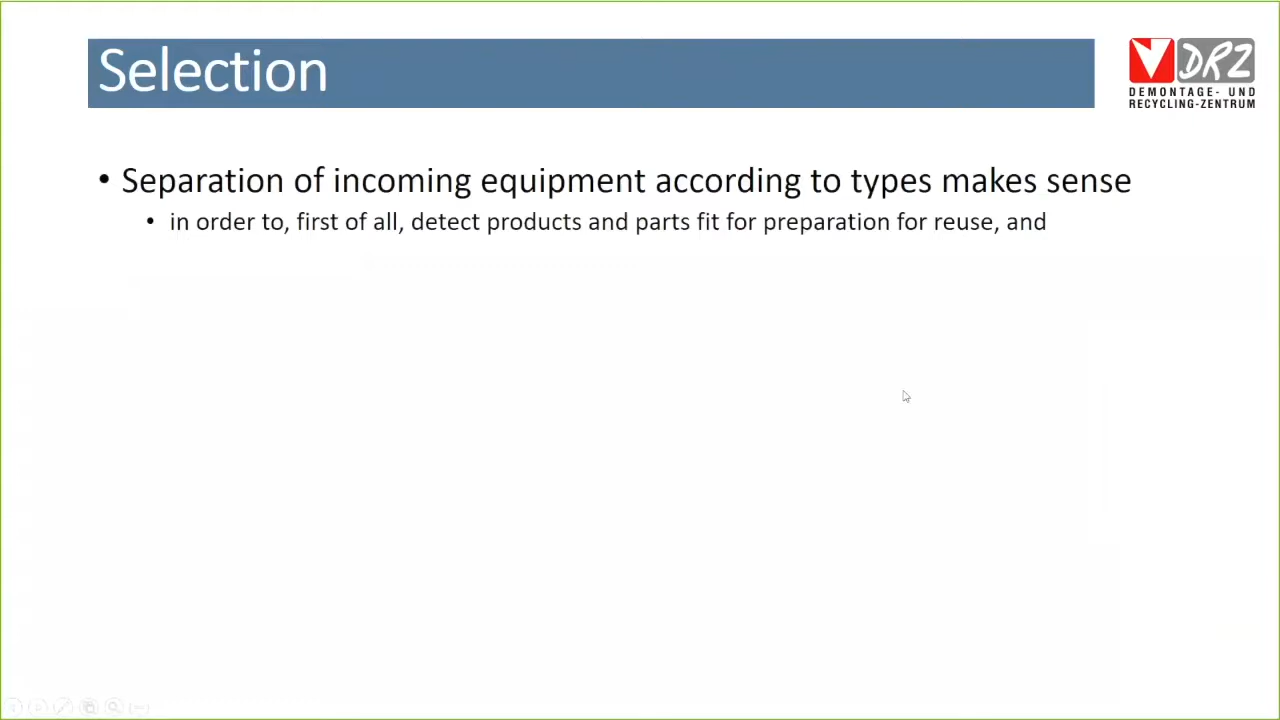 Selection
DRZ
DEMONTAGE- UND
RECYCLING-ZENTRUM
• Separation of incoming equipment according to types makes sense
• in order to, first of all, detect products and parts fit for preparation for reuse, and